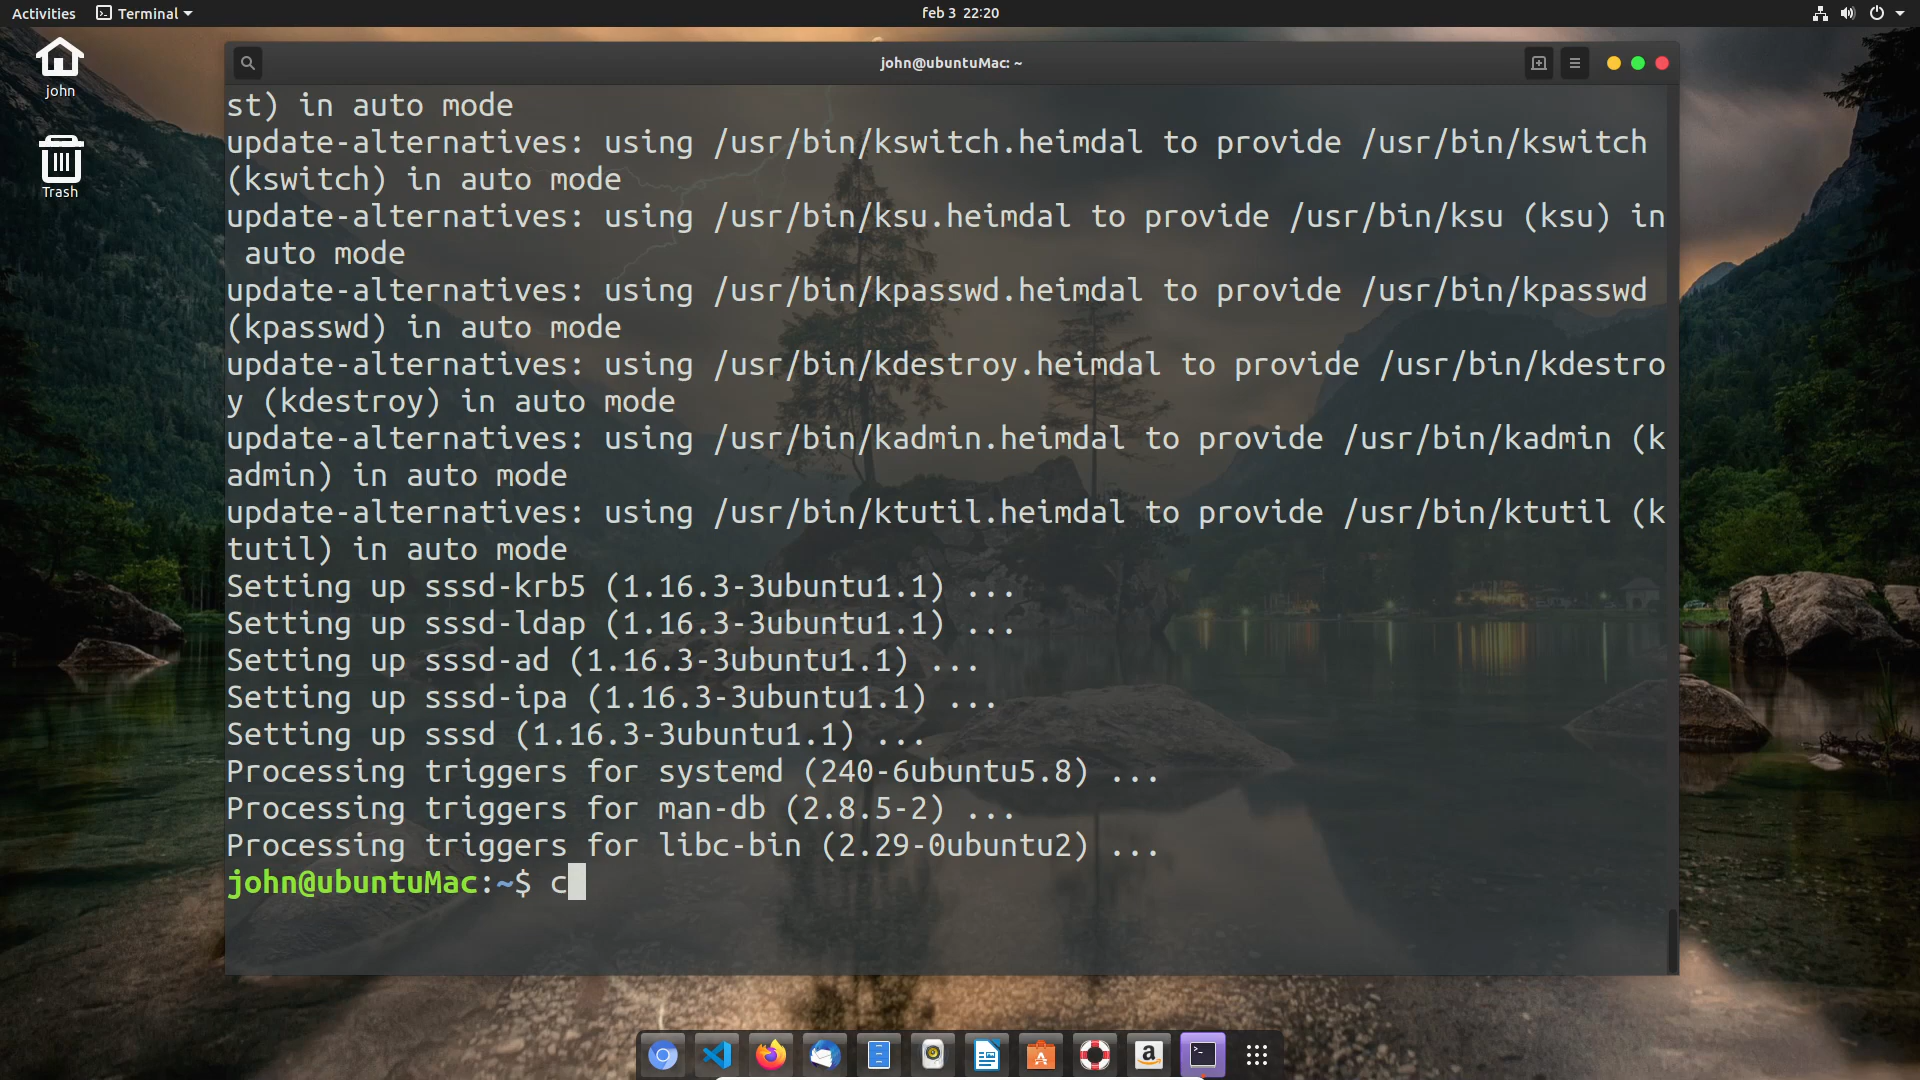 Activities
Terminal
feb 3 22:20
john
Trash
john@ubuntuMac: ~
st) in auto mode
update-alternatives: using /usr/bin/kswitch.heimdal to provide /usr/bin/kswitch
(kswitch) in auto mode
update-alternatives: using /usr/bin/ksu.heimdal to provide /usr/bin/ksu (ksu) in
auto mode
update-alternatives: using /usr/bin/kpasswd.heimdal to provide /usr/bin/kpasswd
(kpasswd) in auto mode
update-alternatives: using /usr/bin/kdestroy.heimdal to provide /usr/bin/kdestro
y (kdestroy) in auto mode
update-alternatives: using /usr/bin/kadmin.heimdal to provide /usr/bin/kadmin (k
admin) in auto mode
update-alternatives: using /usr/bin/ktutil.heimdal to provide /usr/bin/ktutil (k
tutil) in auto mode
Setting up sssd-krb5 (1.16.3-3ubuntu1.1) ...
Setting up sssd-ldap (1.16.3-3ubuntu1.1) ...
Setting up sssd-ad (1.16.3-3ubuntu1.1) ...
Setting up sssd-ipa (1.16.3-3ubuntu1.1) ...
Setting up sssd (1.16.3-3ubuntu1.1) ...
Processing triggers for systemd (240-6ubuntu5.8) ...
Processing triggers for man-db (2.8.5-2) ...
Processing triggers for libc-bin (2.29-0ubuntu2) ...
john@ubuntuMac:~$ c